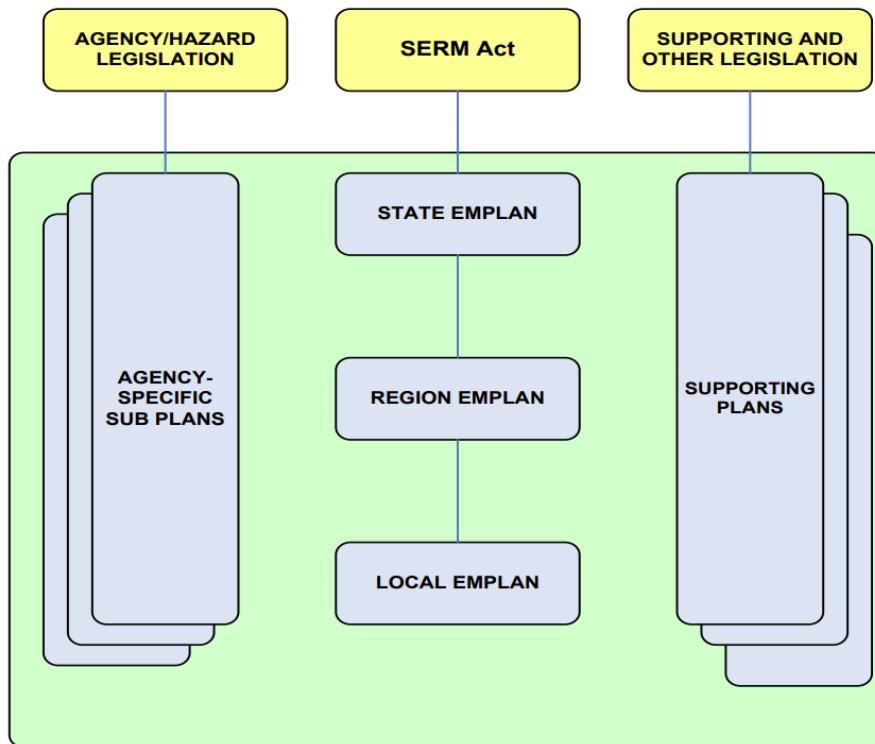 AGENCY/HAZARD
LEGISLATION
SERM Act
SUPPORTING AND
OTHER LEGISLATION
STATE EMPLAN
AGENCY-
SPECIFIC
SUB PLANS
REGION EMPLAN
SUPPORTING
PLANS
LOCAL EMPLAN